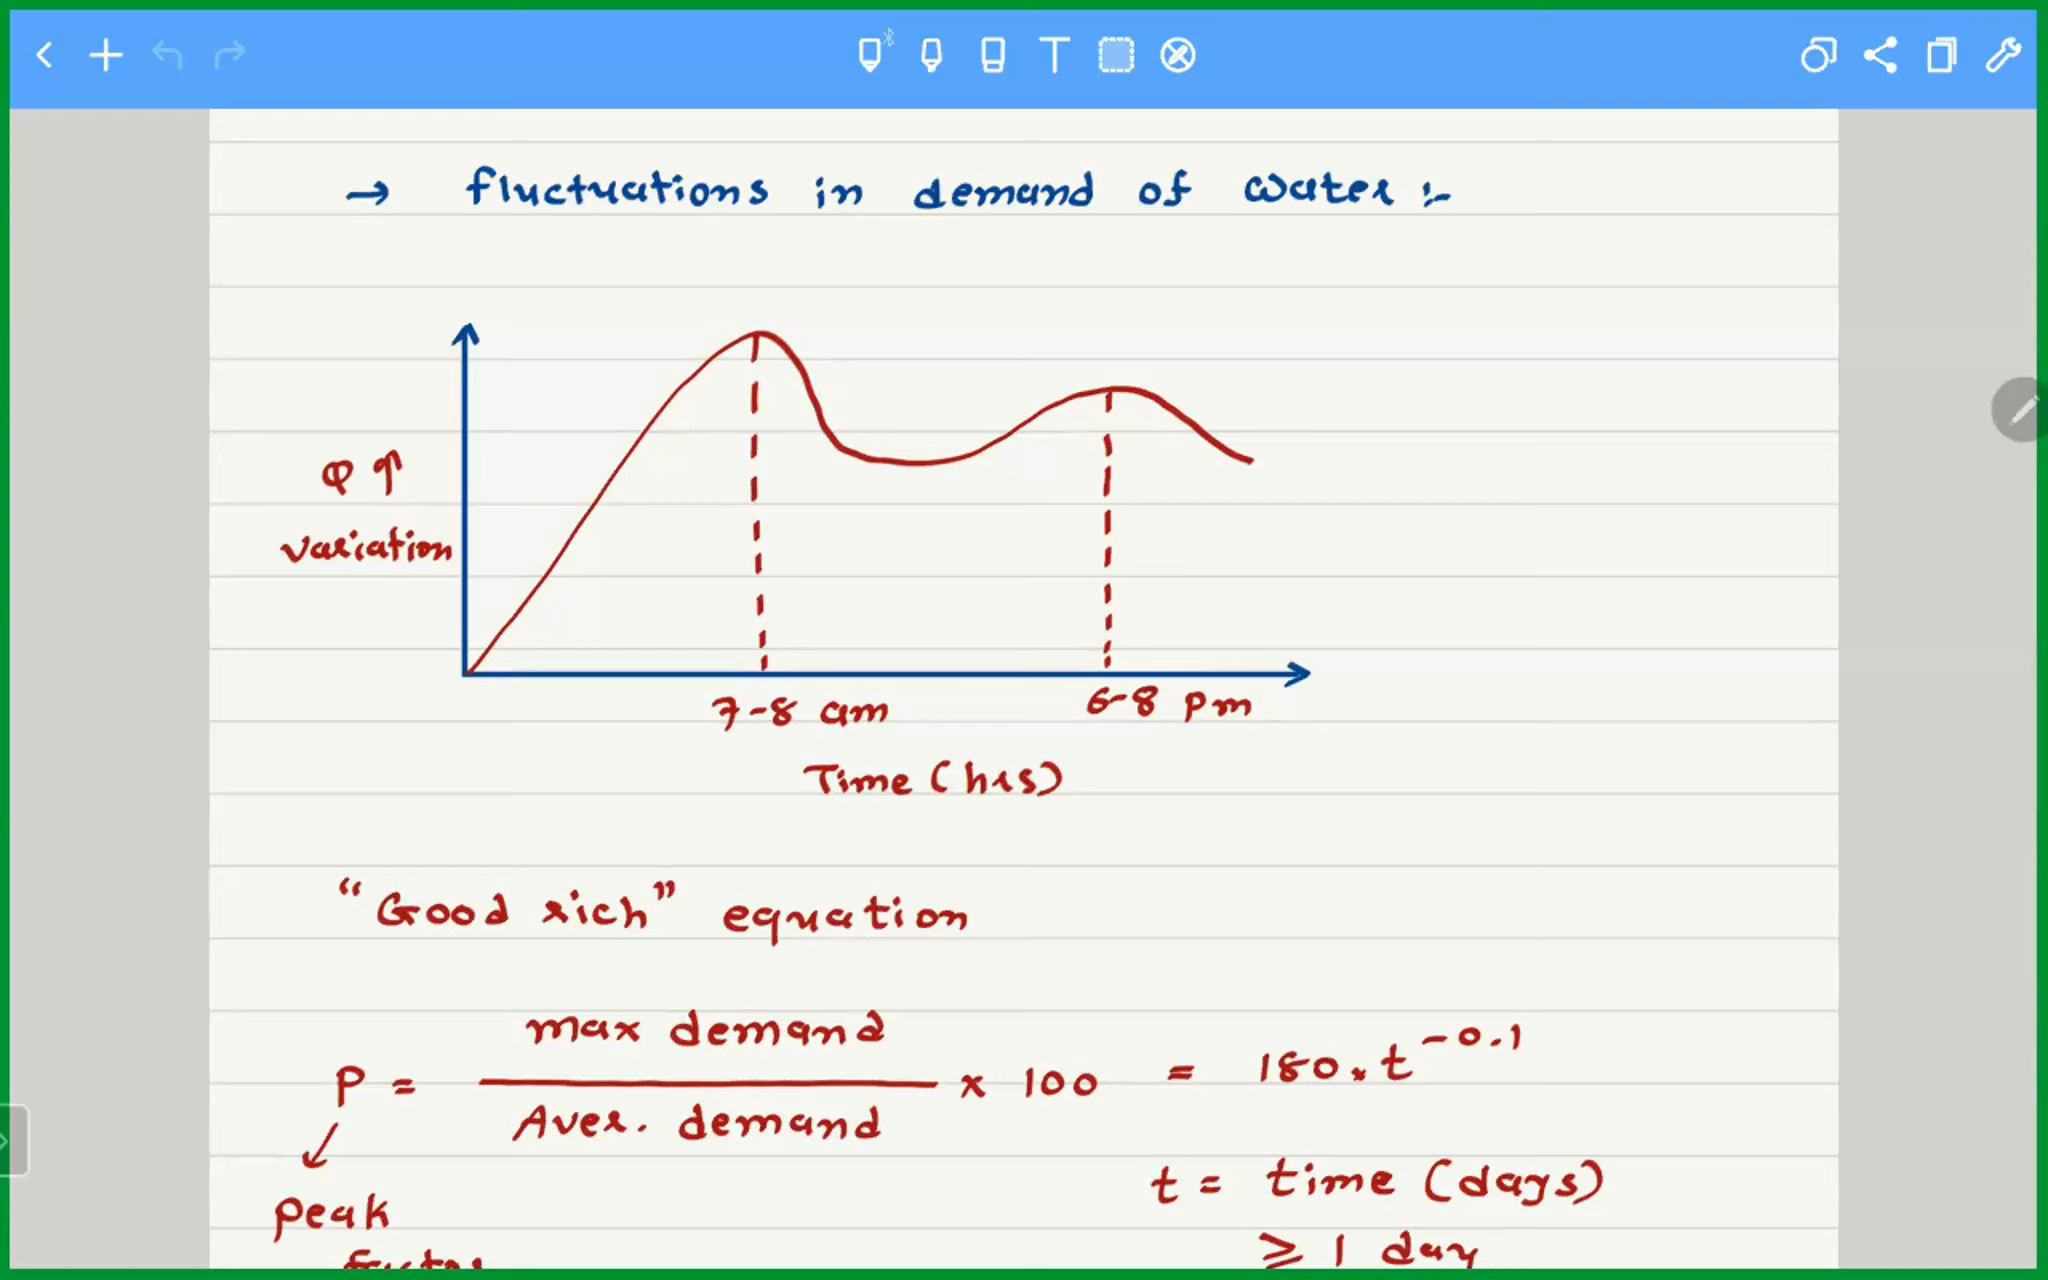 → fluctuations in demand of water :-
Q ↑
variation
7-8 am
6-8 pm
Time (hrs)
"Good rich" equation
P = max demand / Aver. demand x 100 = 180 * t^-0.1
t = time (days)
≥ 1 day
Peak
factor